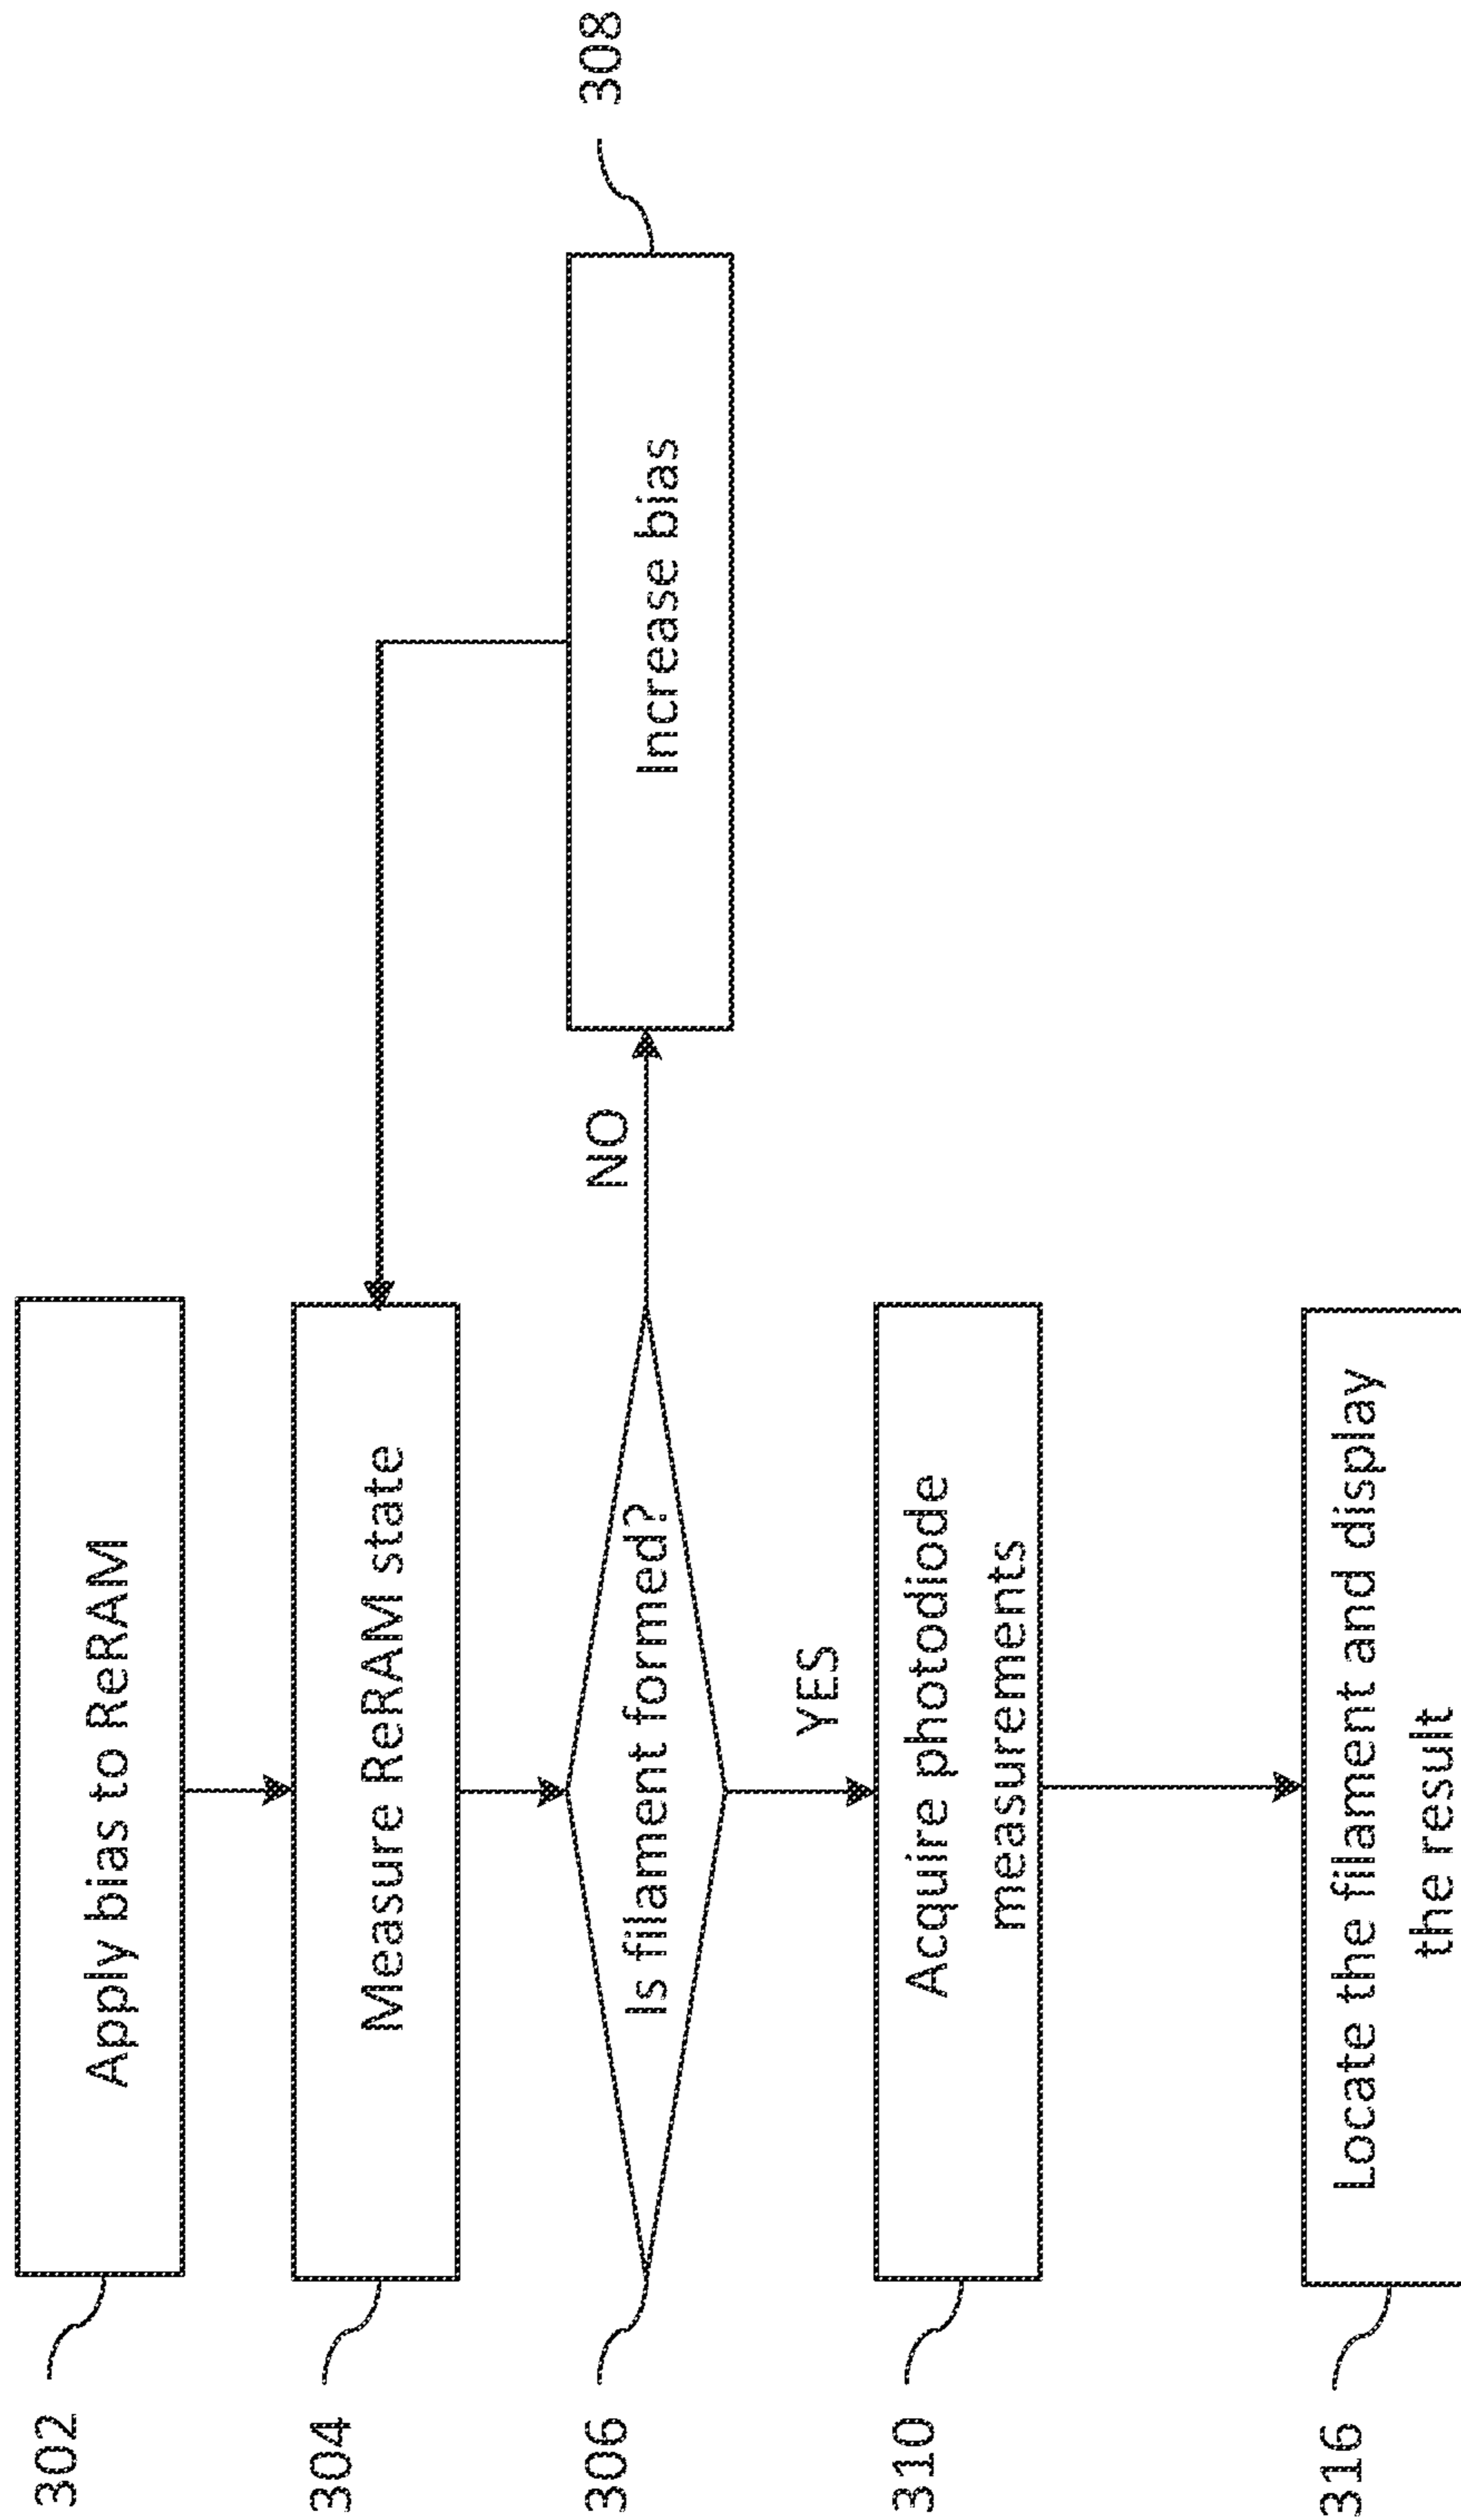 302
Apply bias to ReRAM
304
Measure ReRAM state
306
Is filament formed?
NO
308
Increase bias
YES
310
Acquire photodiode
measurements
316
Locate the filament and display
the result